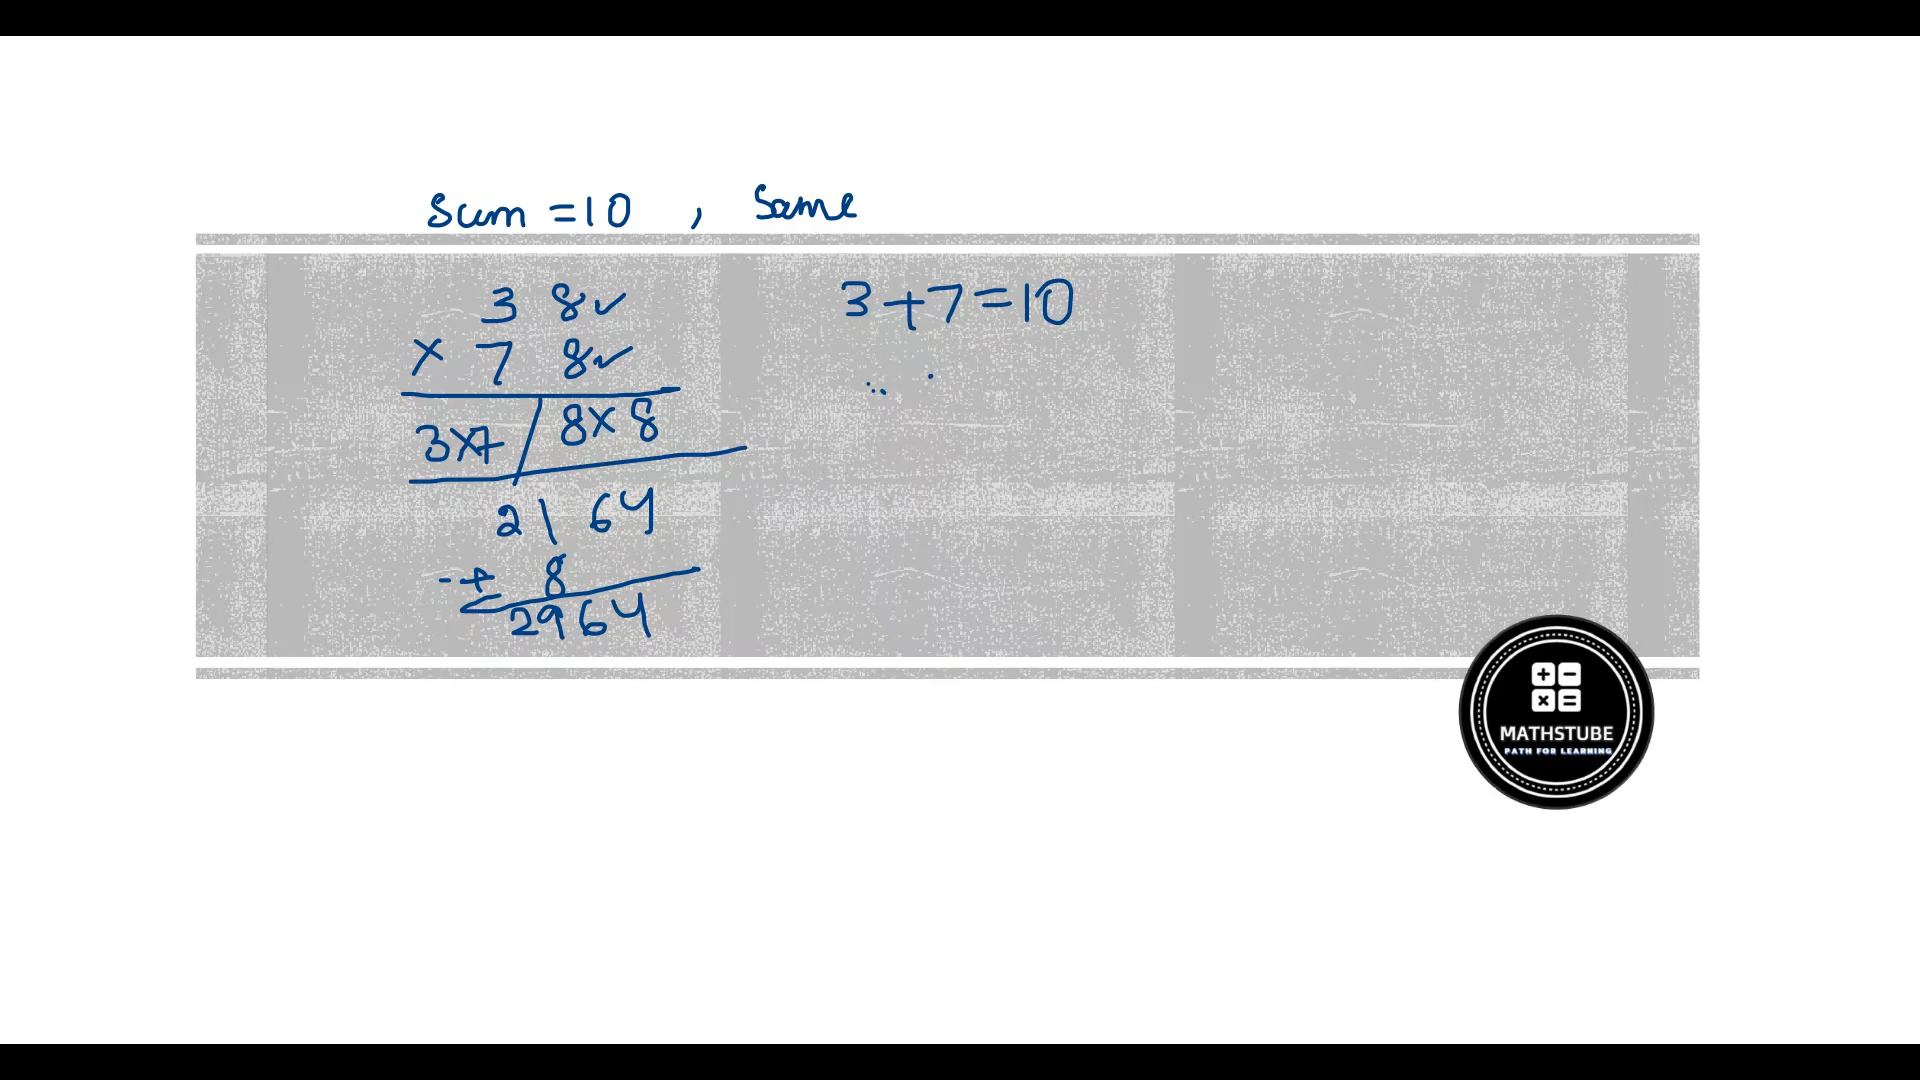 Sum = 10 , Same
3 8✓ 3+7=10
× 7 8✓
3×7 / 8×8
21 64
+ 8
2964
+ −
× =
MATHSTUBE
PATH FOR LEARNING